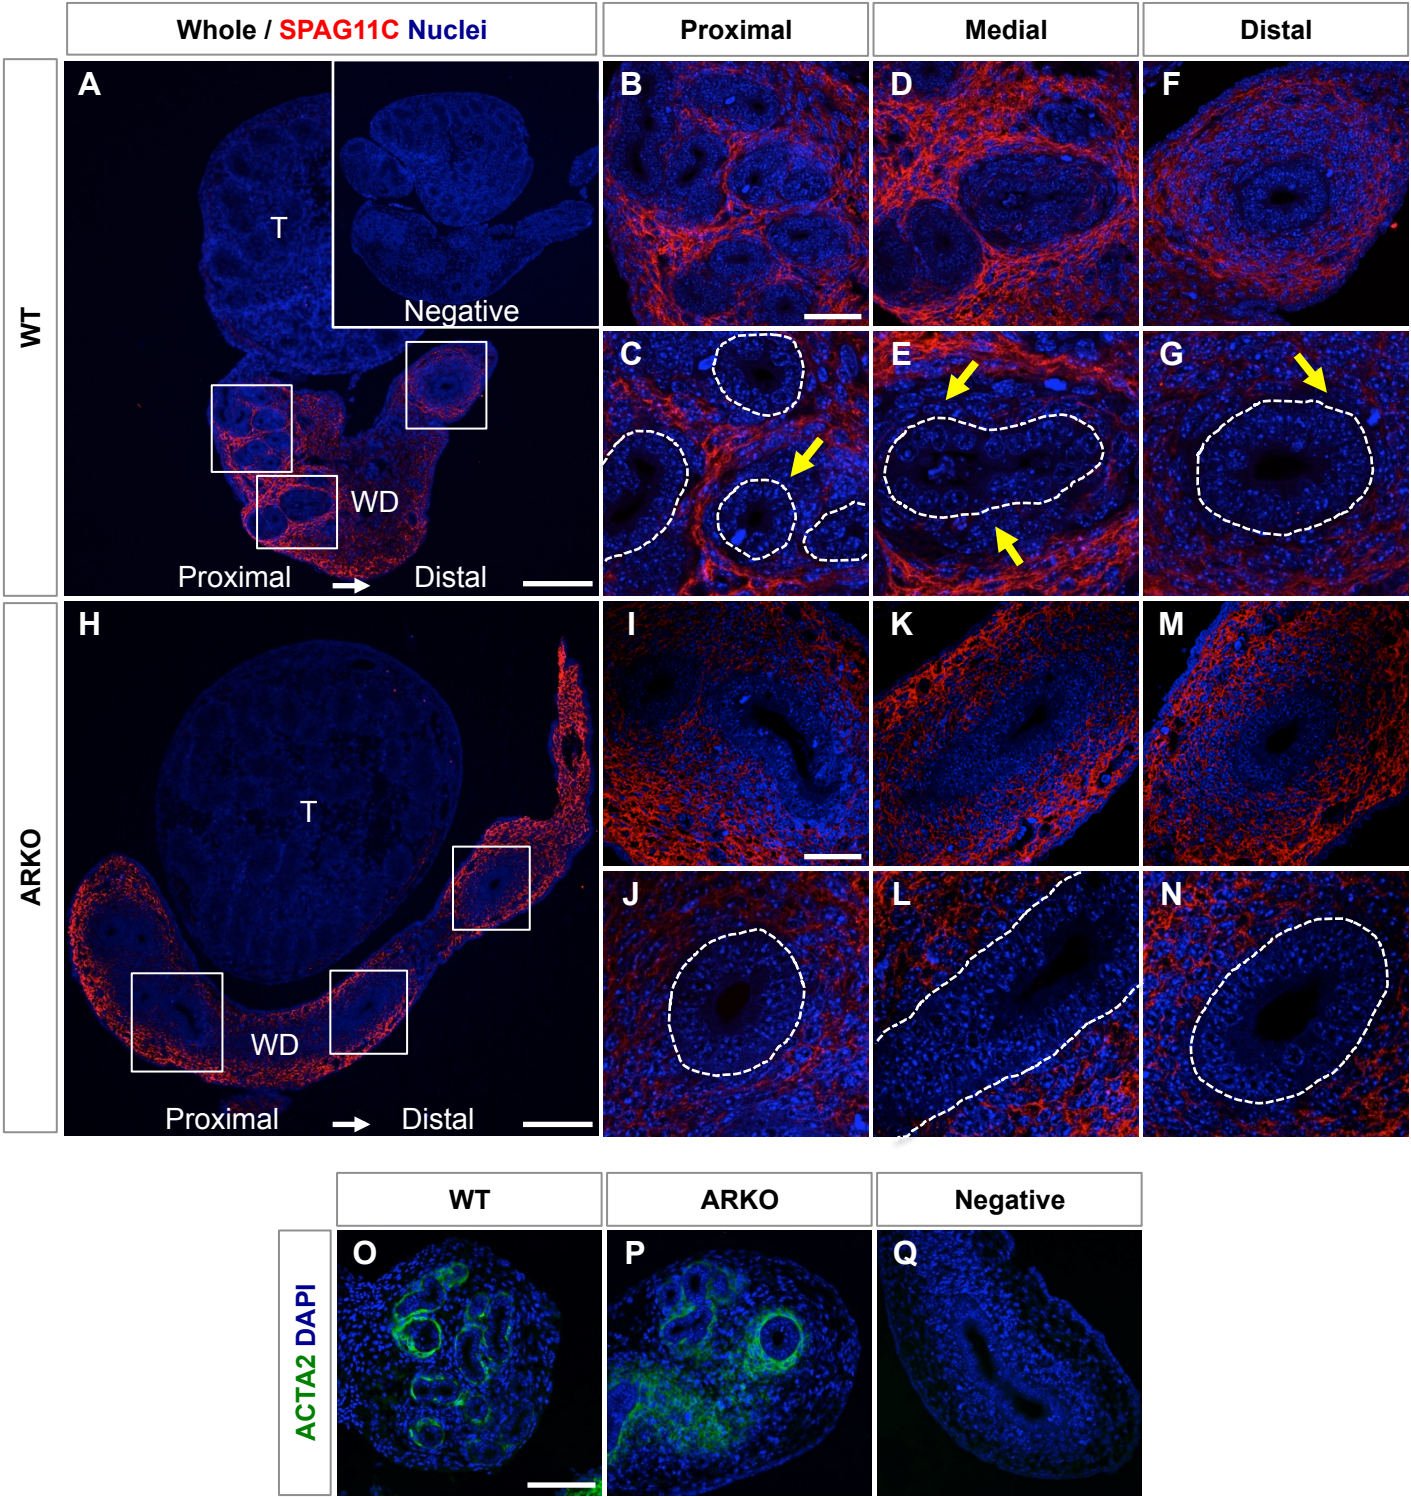 Whole / SPAG11C Nuclei
Proximal
Medial
Distal
WT
A
T
Negative
WD
Proximal
Distal
B
D
F
C
E
G
ARKO
H
T
WD
Proximal
Distal
I
K
M
J
L
N
WT
ARKO
Negative
ACTA2 DAPI
O
P
Q